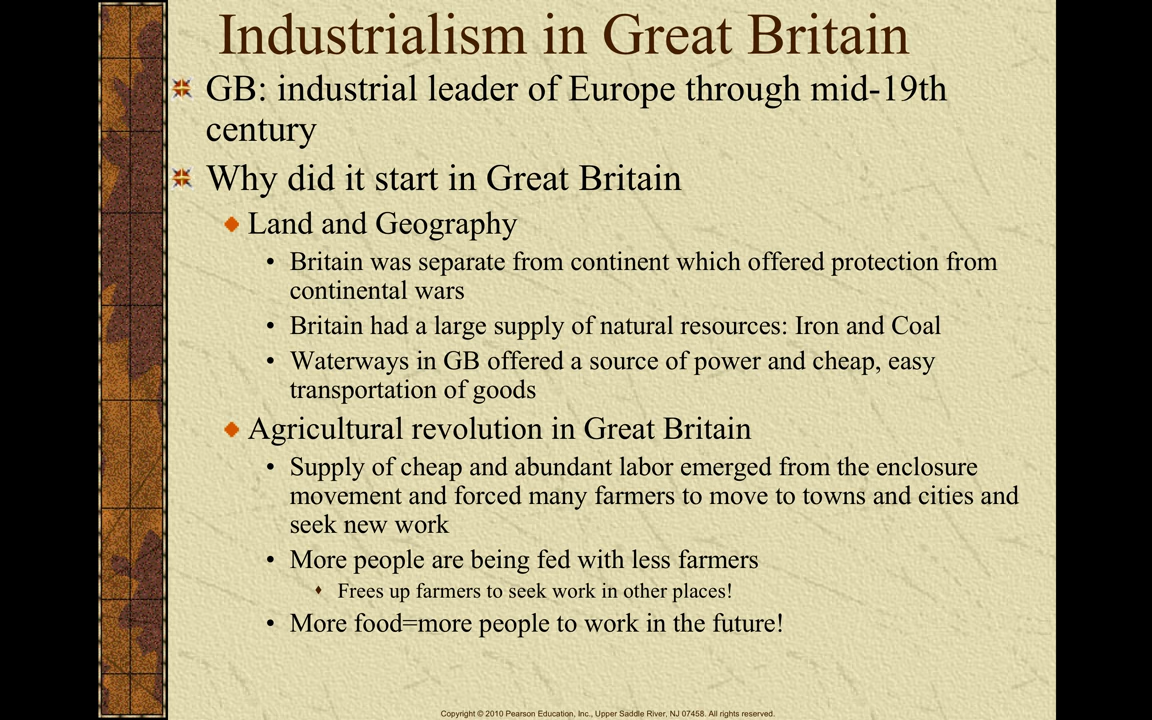 Industrialism in Great Britain
GB: industrial leader of Europe through mid-19th
century
Why did it start in Great Britain
Land and Geography
• Britain was separate from continent which offered protection from
continental wars
• Britain had a large supply of natural resources: Iron and Coal
• Waterways in GB offered a source of power and cheap, easy
transportation of goods
Agricultural revolution in Great Britain
• Supply of cheap and abundant labor emerged from the enclosure
movement and forced many farmers to move to towns and cities and
seek new work
• More people are being fed with less farmers
Frees up farmers to seek work in other places!
• More food=more people to work in the future!
Copyright © 2010 Pearson Education, Inc., Upper Saddle River, NJ 07458. All rights reserved.